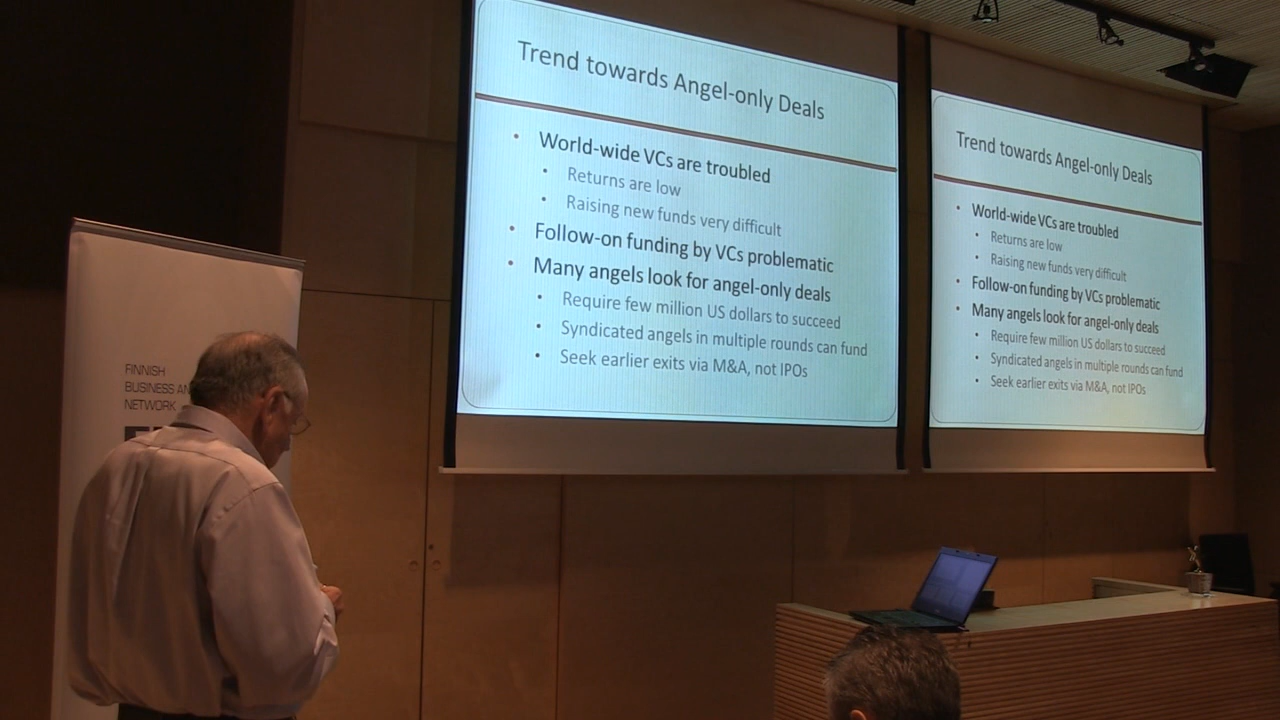 Trend towards Angel-only Deals
World-wide VCs are troubled
Returns are low
Raising new funds very difficult
Follow-on funding by VCs problematic
Many angels look for angel-only deals
Require few million US dollars to succeed
Syndicated angels in multiple rounds can fund
Seek earlier exits via M&A, not IPOs
Trend towards Angel-only Deals
World-wide VCs are troubled
Returns are low
Raising new funds very difficult
Follow-on funding by VCs problematic
Many angels look for angel-only deals
Require few million US dollars to succeed
Syndicated angels in multiple rounds can fund
Seek earlier exits via M&A, not IPOs
FINNISH
BUSINESS
NETWORK